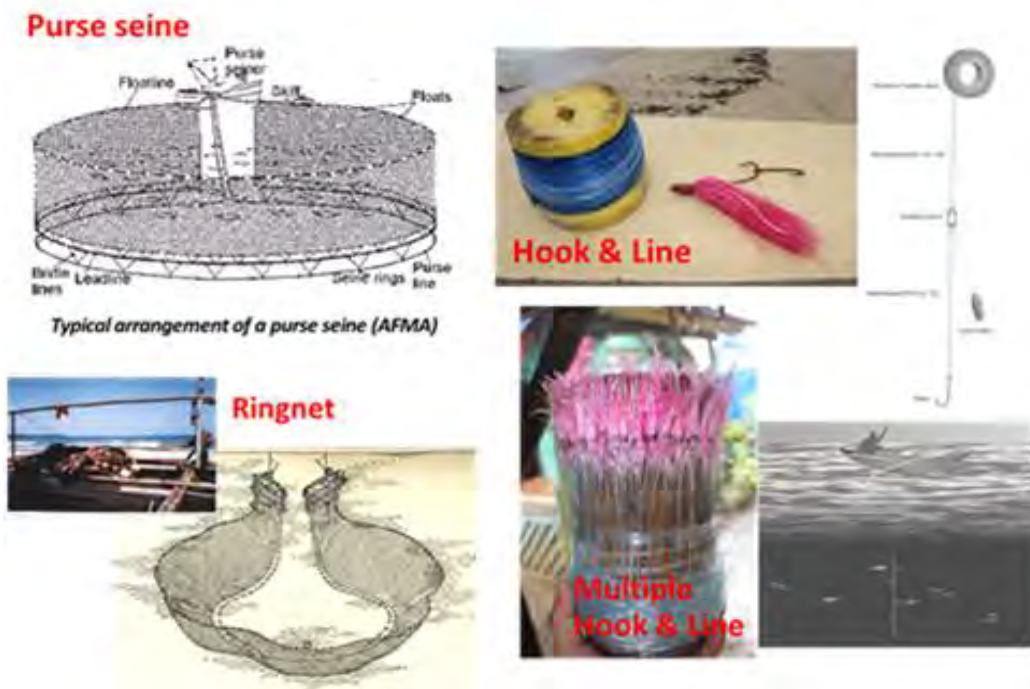 Purse seine
Purse
seiner
Floatline
Skiff
Floats
Bridle
lines
Leadline
Seine rings
Purse
line
Typical arrangement of a purse seine (AFMA)
Hook & Line
Ringnet
Multiple
Hook & Line